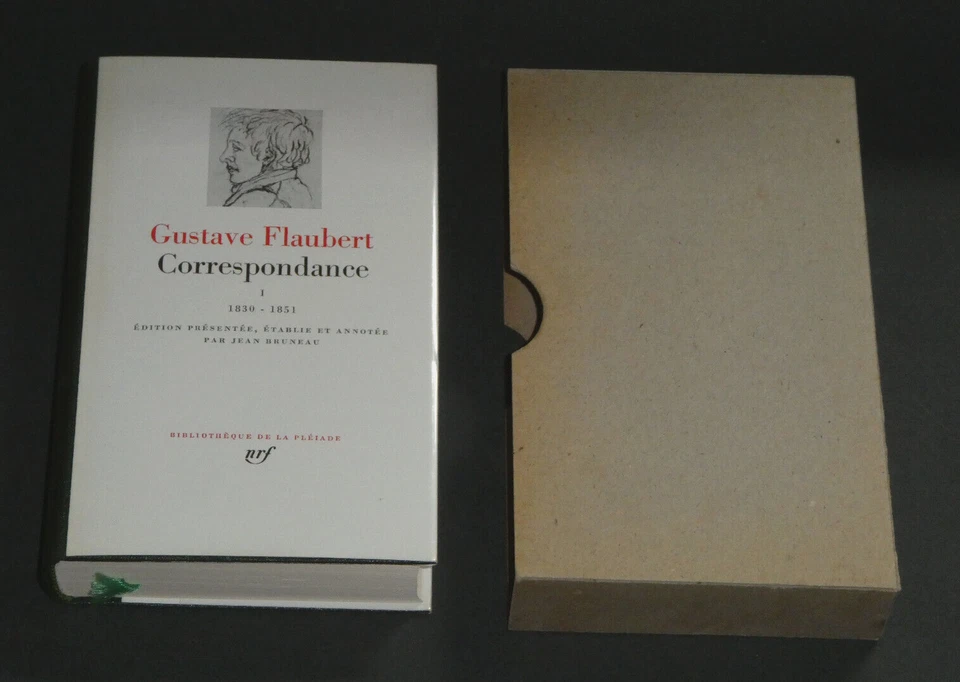 Gustave Flaubert
Correspondance
I
1830 - 1851
ÉDITION PRÉSENTÉE, ÉTABLIE ET ANNOTÉE
PAR JEAN BRUNEAU
BIBLIOTHÈQUE DE LA PLÉIADE
nrf